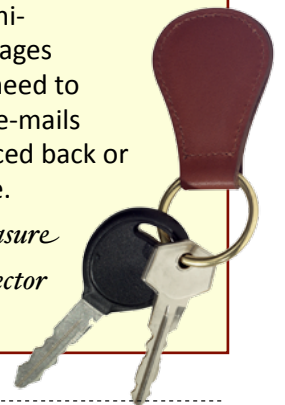 ni-
ages
need to
e-mails
ced back or
e.
asure
ector